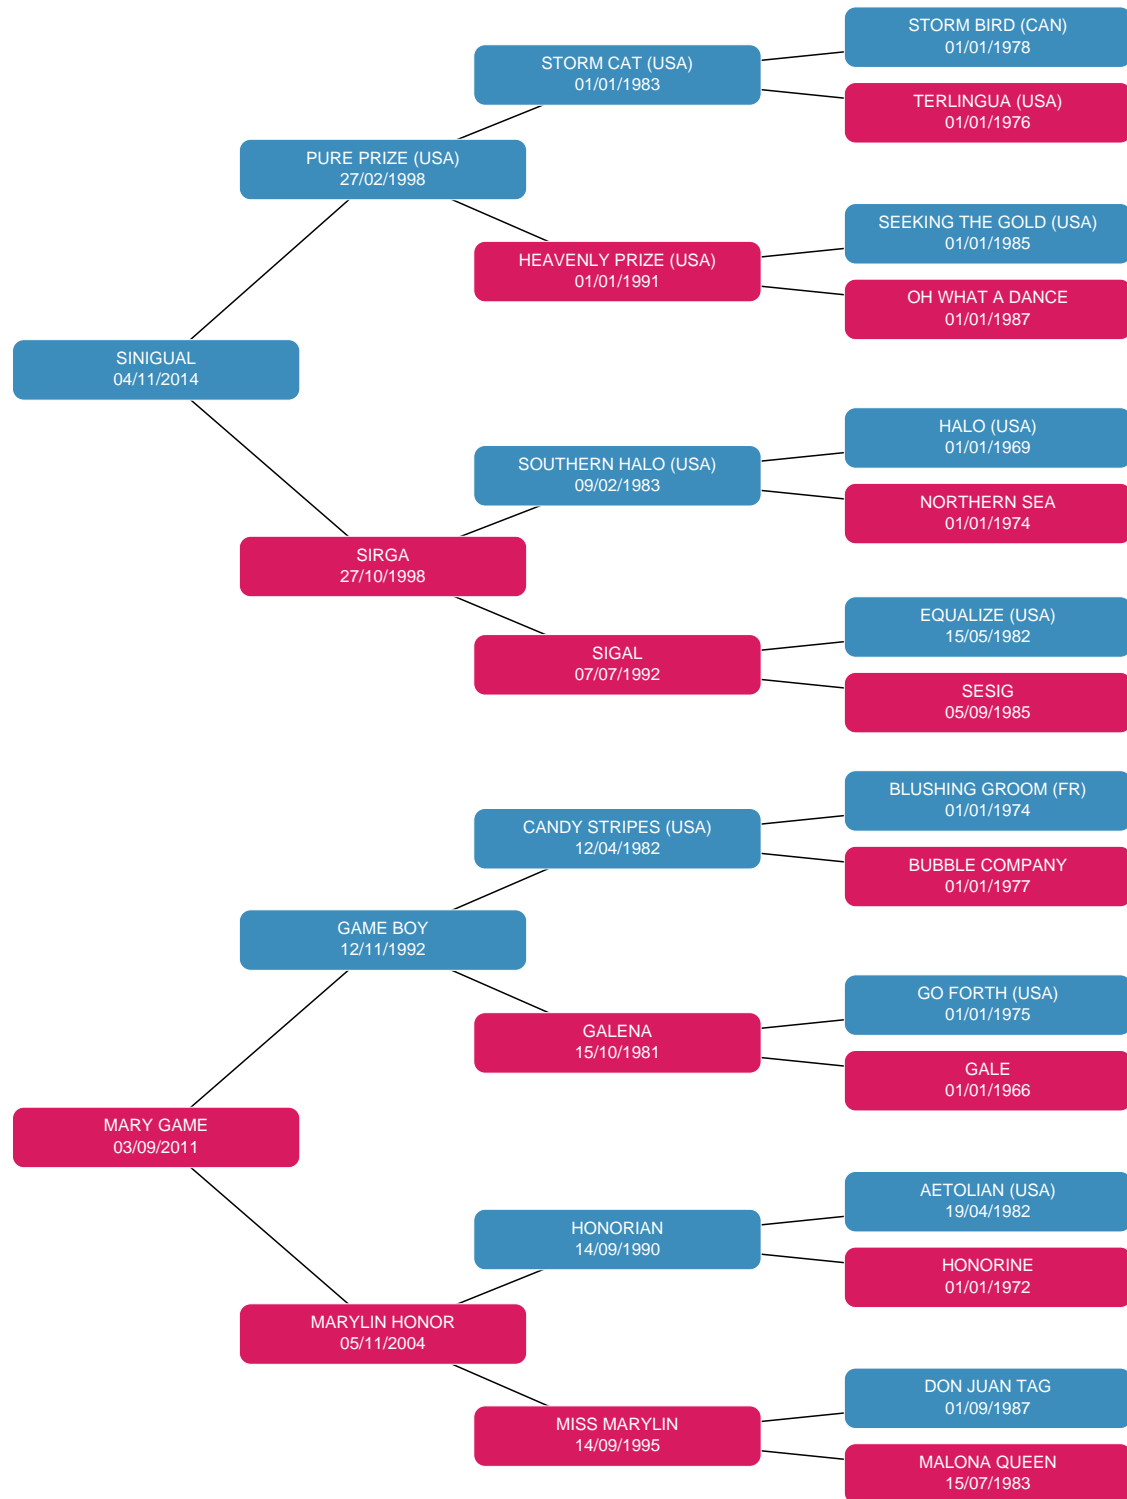 STORM BIRD (CAN)
01/01/1978
STORM CAT (USA)
01/01/1983
TERLINGUA (USA)
01/01/1976
PURE PRIZE (USA)
27/02/1998
SEEKING THE GOLD (USA)
01/01/1985
HEAVENLY PRIZE (USA)
01/01/1991
OH WHAT A DANCE
01/01/1987
SINIGUAL
04/11/2014
HALO (USA)
01/01/1969
SOUTHERN HALO (USA)
09/02/1983
NORTHERN SEA
01/01/1974
SIRGA
27/10/1998
EQUALIZE (USA)
15/05/1982
SIGAL
07/07/1992
SESIG
05/09/1985
BLUSHING GROOM (FR)
01/01/1974
CANDY STRIPES (USA)
12/04/1982
BUBBLE COMPANY
01/01/1977
GAME BOY
12/11/1992
GO FORTH (USA)
01/01/1975
GALENA
15/10/1981
GALE
01/01/1966
MARY GAME
03/09/2011
AETOLIAN (USA)
19/04/1982
HONORIAN
14/09/1990
HONORINE
01/01/1972
MARYLIN HONOR
05/11/2004
DON JUAN TAG
01/09/1987
MISS MARYLIN
14/09/1995
MALONA QUEEN
15/07/1983